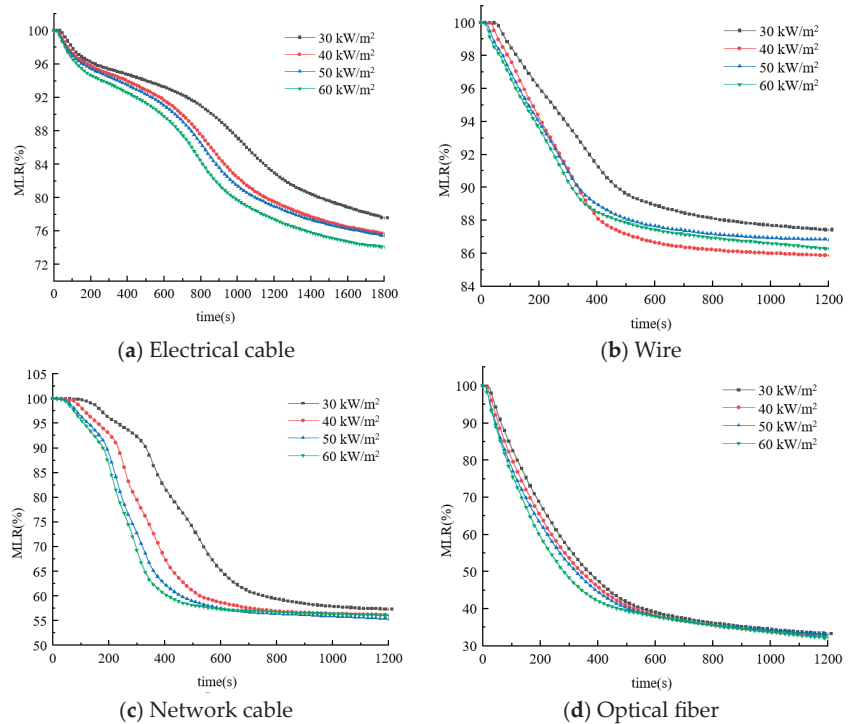 100
96
92
88
84
80
76
72
MLR(%)
0 200 400 600 800 1000 1200 1400 1600 1800
time(s)
30 kW/m²
40 kW/m²
50 kW/m²
60 kW/m²
(a) Electrical cable
100
98
96
94
92
90
88
86
84
MLR(%)
0 200 400 600 800 1000 1200
time(s)
30 kW/m²
40 kW/m²
50 kW/m²
60 kW/m²
(b) Wire
105
100
95
90
85
80
75
70
65
60
55
50
MLR(%)
0 200 400 600 800 1000 1200
time(s)
30 kW/m²
40 kW/m²
50 kW/m²
60 kW/m²
(c) Network cable
100
90
80
70
60
50
40
30
MLR(%)
0 200 400 600 800 1000 1200
time(s)
30 kW/m²
40 kW/m²
50 kW/m²
60 kW/m²
(d) Optical fiber